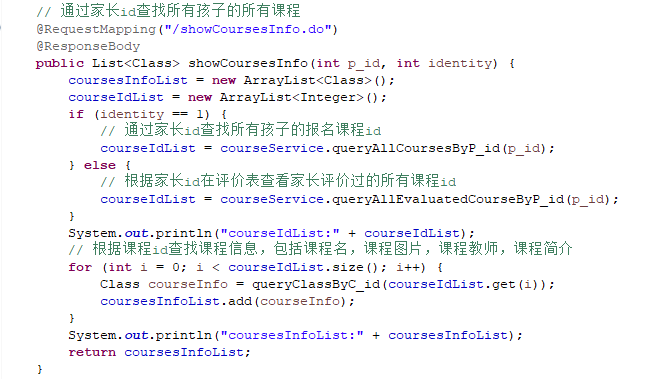 // 通过家长id查找所有孩子的所有课程
@RequestMapping("/showCoursesInfo.do")
@ResponseBody
public List<Class> showCoursesInfo(int p_id, int identity) {
    coursesInfoList = new ArrayList<Class>();
    courseIdList = new ArrayList<Integer>();
    if (identity == 1) {
        // 通过家长id查找所有孩子的报名课程id
        courseIdList = courseService.queryAllCoursesByP_id(p_id);
    } else {
        // 根据家长id在评价表查看家长评价过的所有课程id
        courseIdList = courseService.queryAllEvaluatedCourseByP_id(p_id);
    }
    System.out.println("courseIdList:" + courseIdList);
    // 根据课程id查找课程信息，包括课程名，课程图片，课程教师，课程简介
    for (int i = 0; i < courseIdList.size(); i++) {
        Class courseInfo = queryClassByC_id(courseIdList.get(i));
        coursesInfoList.add(courseInfo);
    }
    System.out.println("coursesInfoList:" + coursesInfoList);
    return coursesInfoList;
}